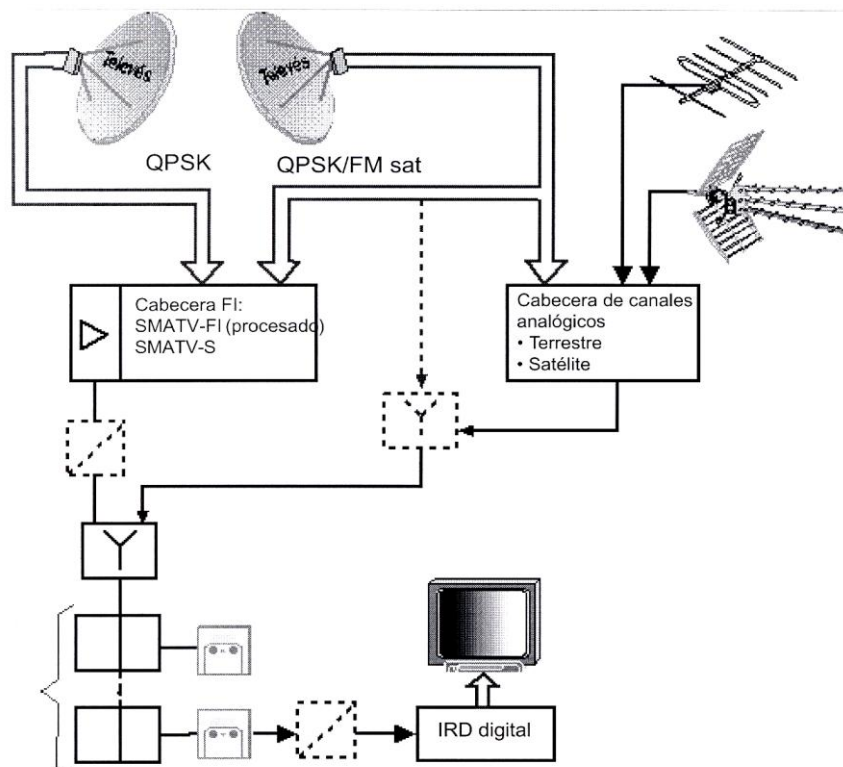 Televés
Televés
QPSK
QPSK/FM sat
Cabecera FI:
SMATV-FI (procesado)
SMATV-S
Cabecera de canales
analógicos
• Terrestre
• Satélite
IRD digital